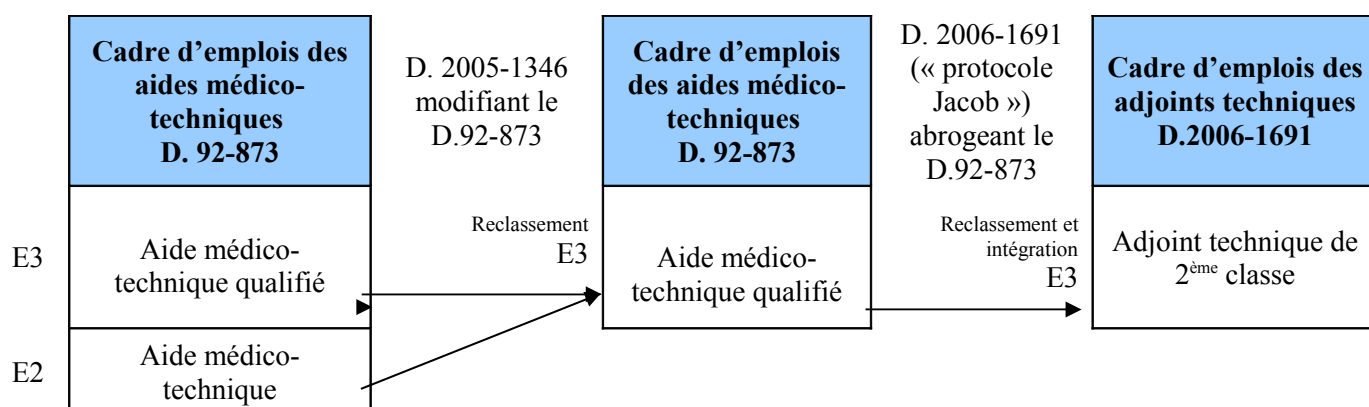 Cadre d’emplois des
aides médico-
techniques
D. 92-873
D. 2005-1346
modifiant le
D.92-873
Cadre d’emplois
des aides médico-
techniques
D. 92-873
D. 2006-1691
(« protocole
Jacob »)
abrogeant le
D.92-873
Cadre d’emplois des
adjoints techniques
D.2006-1691
E3
Aide médico-
technique qualifié
Reclassement
E3
Aide médico-
technique qualifié
Reclassement et
intégration
E3
Adjoint technique de
2ème classe
E2
Aide médico-
technique